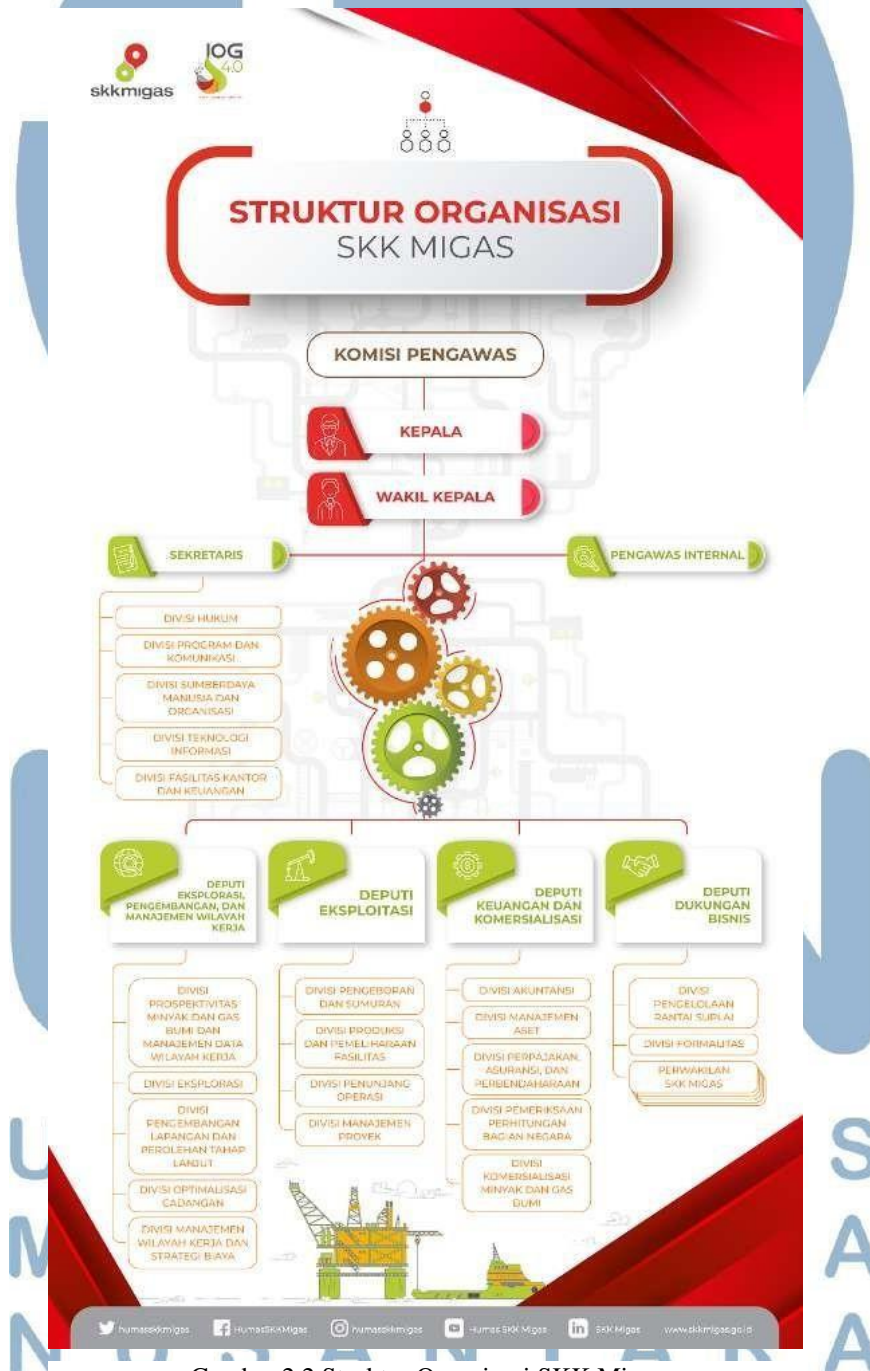 skkmigas
IOG
4.0
STRUKTUR ORGANISASI
SKK MIGAS
KOMISI PENGAWAS
KEPALA
WAKIL KEPALA
SEKRETARIS
PENGAWAS INTERNAL
DIVISI HUKUM
DIVISI PROGRAM DAN
KOMUNIKASI
DIVISI SUMBERDAYA
MANUSIA DAN
ORGANISASI
DIVISI TEKNOLOGI
INFORMASI
DIVISI FASILITAS KANTOR
DAN KEUANGAN
DEPUTI
EKSPLORASI,
PENGEMBANGAN, DAN
MANAJEMEN WILAYAH
KERJA
DIVISI
PROSPEKTIVITAS
MINYAK DAN GAS
BUMI DAN
MANAJEMEN DATA
WILAYAH KERJA
DIVISI EKSPLORASI
DIVISI
PENGEMBANGAN
LAPANGAN DAN
PEROLEHAN TAHAP
LANJUT
DIVISI OPTIMALISASI
CADANGAN
DIVISI MANAJEMEN
WILAYAH KERJA DAN
STRATEGI BIAYA
DEPUTI
EKSPLOITASI
DIVISI PENGEBORAN
DAN SUMURAN
DIVISI PRODUKSI
DAN PEMELIHARAAN
FASILITAS
DIVISI PENUNJANG
OPERASI
DIVISI MANAJEMEN
PROYEK
DEPUTI
KEUANGAN DAN
KOMERSIALISASI
DIVISI AKUNTANSI
DIVISI MANAJEMEN
ASET
DIVISI PERPAJAKAN,
ASURANSI, DAN
PERBENDAHARAAN
DIVISI PEMERIKSAAN
PERHITUNGAN
BAGIAN NEGARA
DIVISI
KOMERSIALISASI
MINYAK DAN GAS
BUMI
DEPUTI
DUKUNGAN
BISNIS
DIVISI
PENGELOLAAN
RANTAI SUPLAI
DIVISI FORMALITAS
PERWAKILAN
SKK MIGAS
humasskkmigas
HumasSKKMigas
humasskkmigas
Humas SKK Migas
SKK Migas
www.skkmigas.go.id